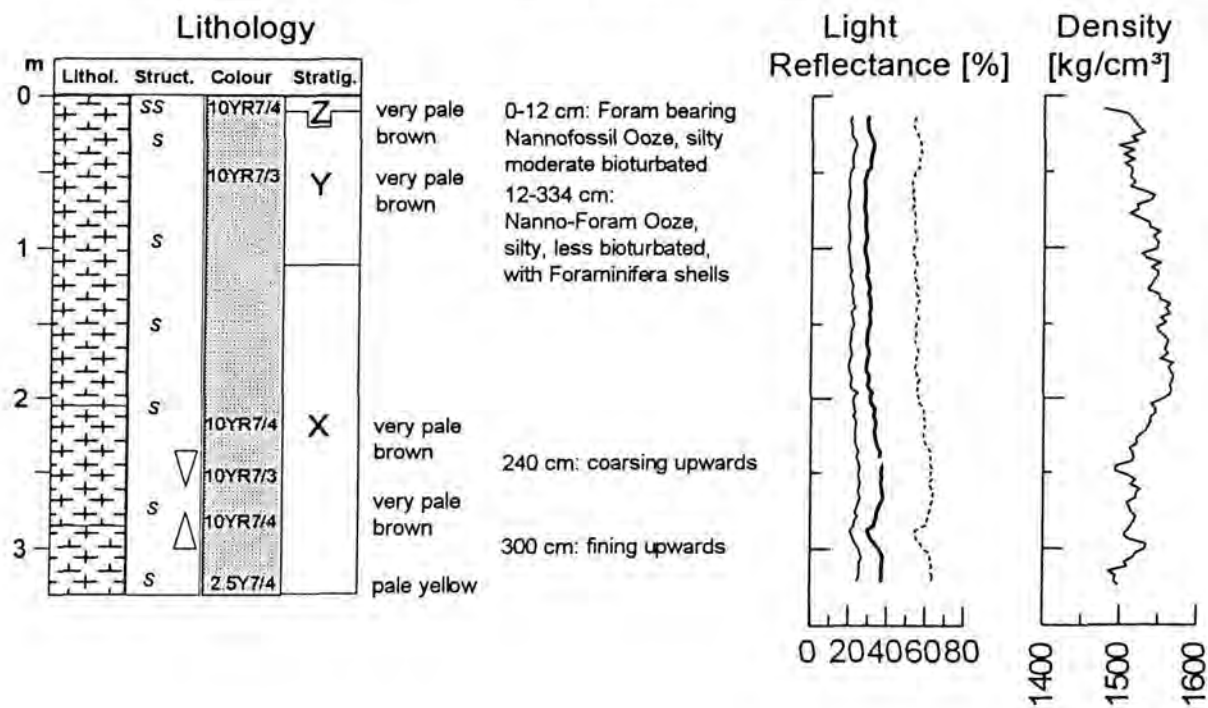 Lithology
Light
Reflectance [%]
Density
[kg/cm³]
m
Lithol. Struct. Colour Stratig.
0
SS
10YR7/4
Z
very pale
brown
0-12 cm: Foram bearing
Nannofossil Ooze, silty
moderate bioturbated
S
10YR7/3
Y
very pale
brown
12-334 cm:
Nanno-Foram Ooze,
silty, less bioturbated,
with Foraminifera shells
S
1
S
2
S
10YR7/4
X
very pale
brown
240 cm: coarsing upwards
10YR7/3
S
very pale
brown
10YR7/4
3
300 cm: fining upwards
S
2.5Y7/4
pale yellow
0 20 40 60 80
1400
1500
1600